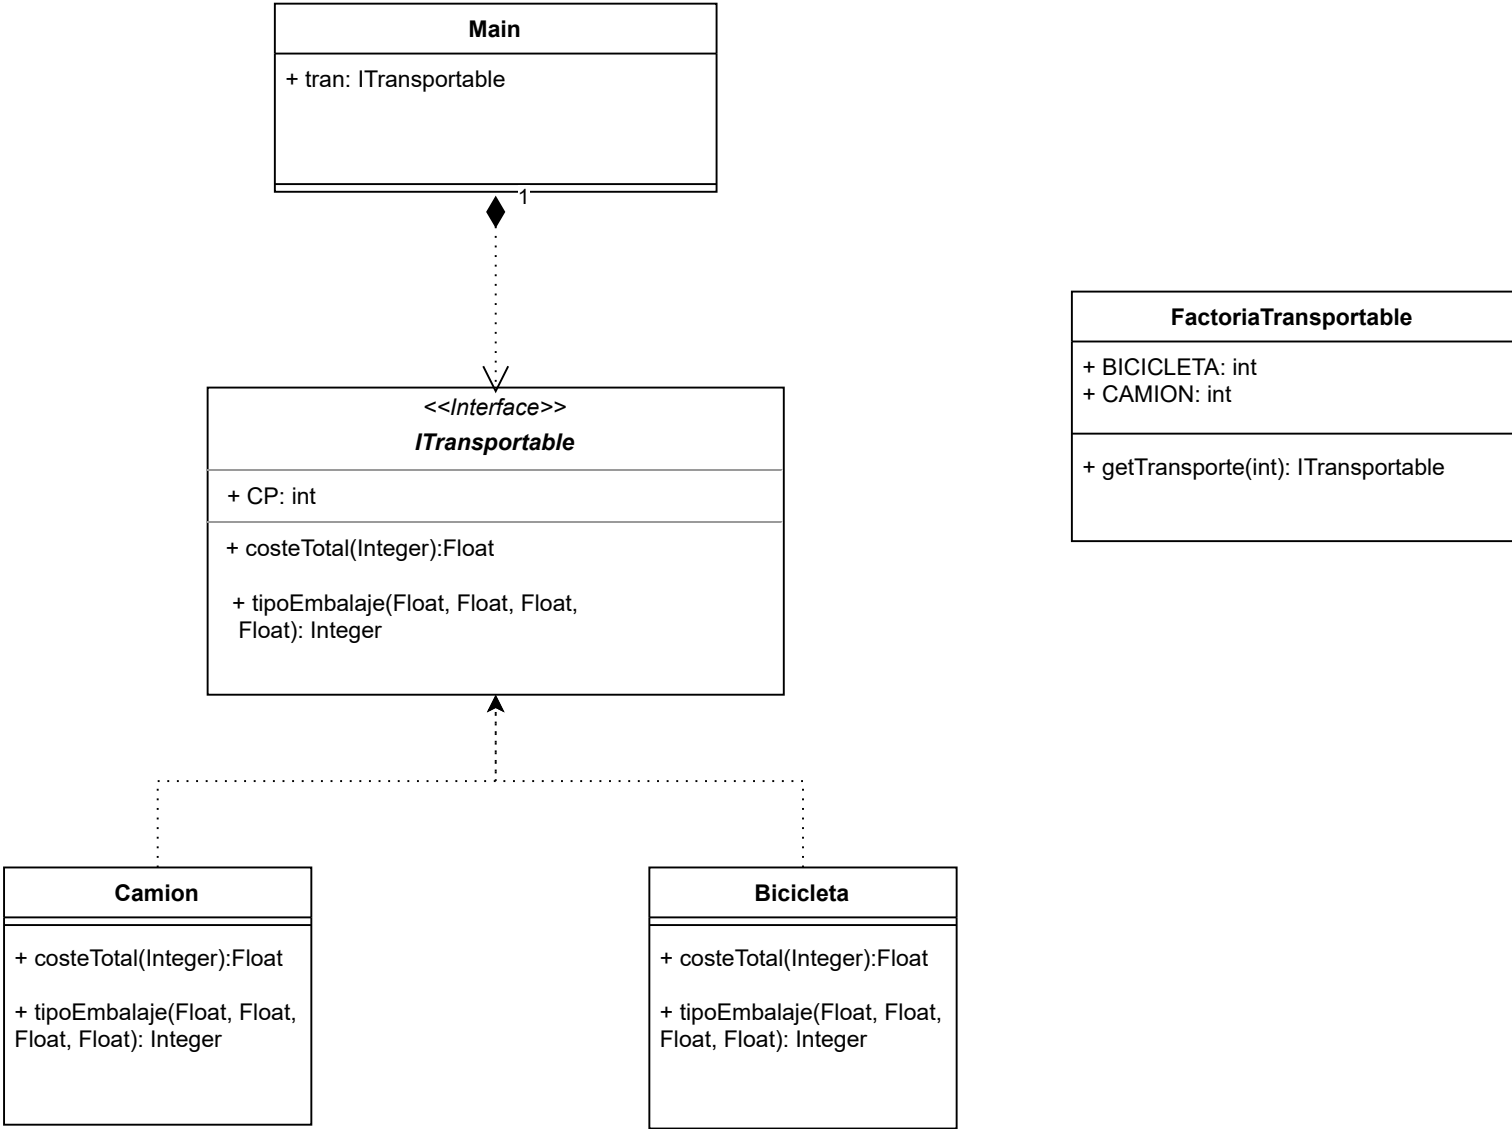 Main
+ tran: ITransportable
1
<<Interface>>
ITransportable
+ CP: int
+ costeTotal(Integer):Float
+ tipoEmbalaje(Float, Float, Float,
Float): Integer
FactoriaTransportable
+ BICICLETA: int
+ CAMION: int
+ getTransporte(int): ITransportable
Camion
+ costeTotal(Integer):Float
+ tipoEmbalaje(Float, Float,
Float, Float): Integer
Bicicleta
+ costeTotal(Integer):Float
+ tipoEmbalaje(Float, Float,
Float, Float): Integer